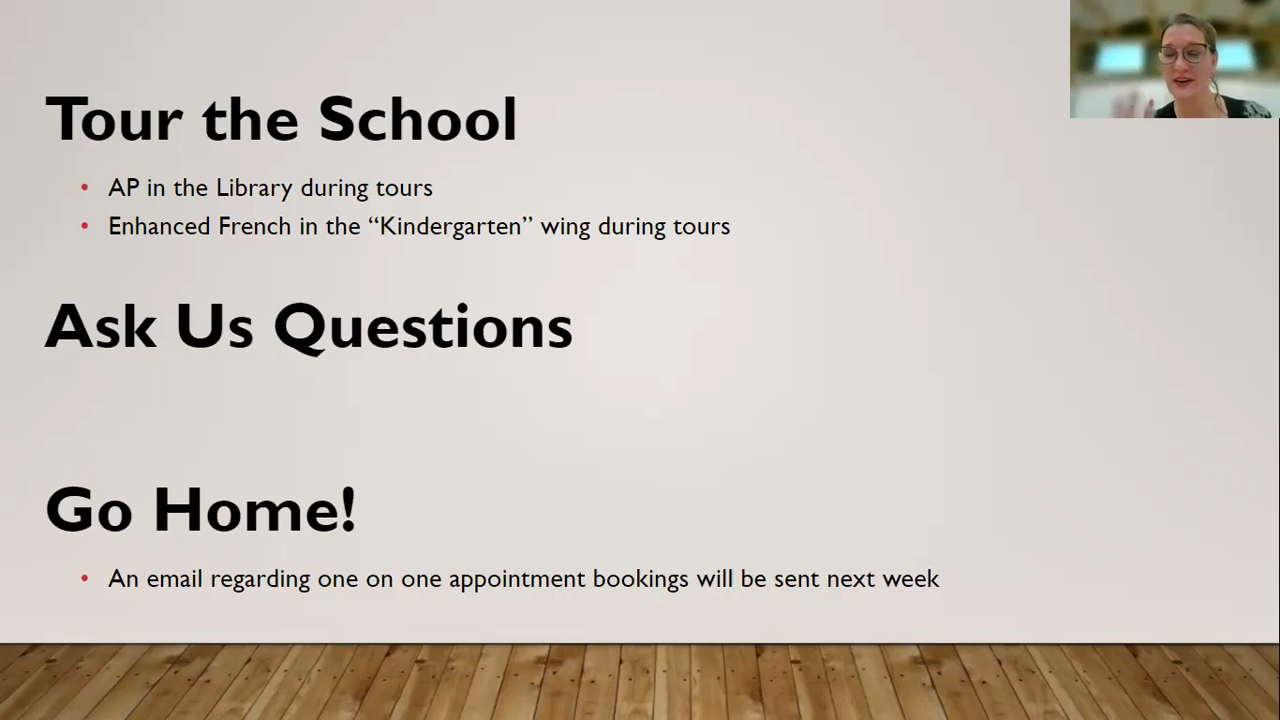 Tour the School
• AP in the Library during tours
• Enhanced French in the “Kindergarten” wing during tours
Ask Us Questions
Go Home!
• An email regarding one on one appointment bookings will be sent next week